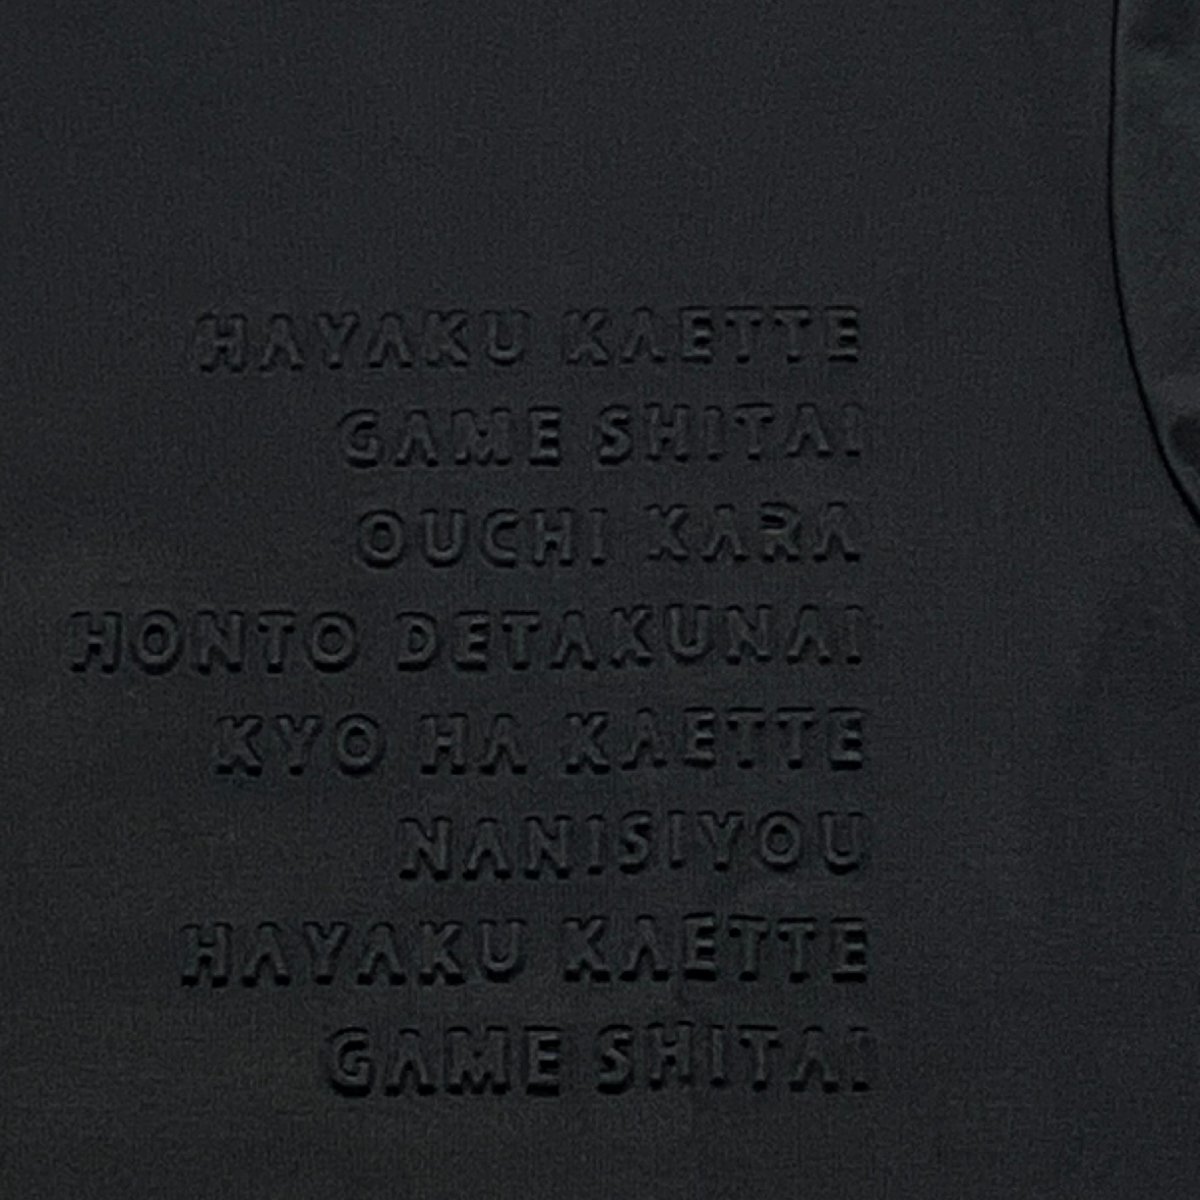 HAYAKU KAETTE
GAME SHITAI
OUCHI KARA
HONTO DETAKUNAI
KYO HA KAETTE
NANISIYOU
HAYAKU KAETTE
GAME SHITAI